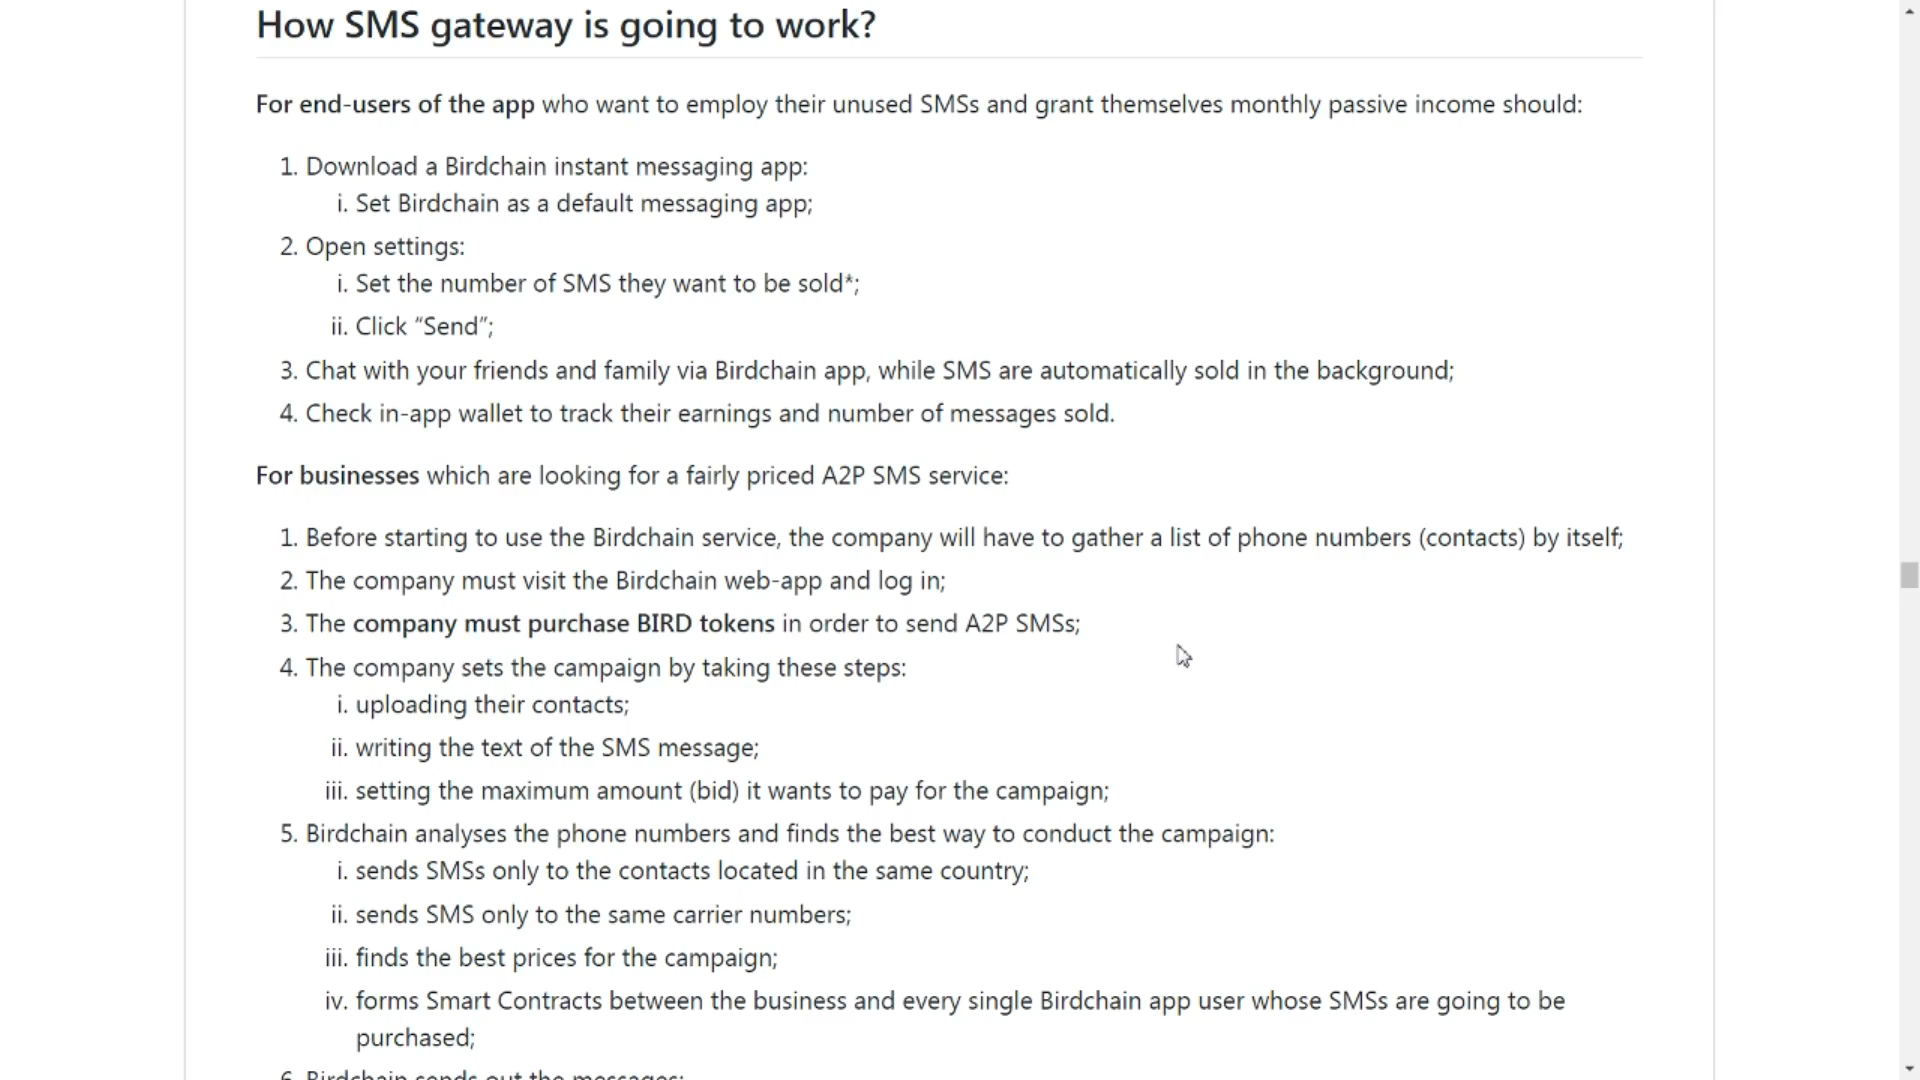 How SMS gateway is going to work?
For end-users of the app who want to employ their unused SMSs and grant themselves monthly passive income should:
1. Download a Birdchain instant messaging app:
i. Set Birdchain as a default messaging app;
2. Open settings:
i. Set the number of SMS they want to be sold*;
ii. Click “Send”;
3. Chat with your friends and family via Birdchain app, while SMS are automatically sold in the background;
4. Check in-app wallet to track their earnings and number of messages sold.
For businesses which are looking for a fairly priced A2P SMS service:
1. Before starting to use the Birdchain service, the company will have to gather a list of phone numbers (contacts) by itself;
2. The company must visit the Birdchain web-app and log in;
3. The company must purchase BIRD tokens in order to send A2P SMSs;
4. The company sets the campaign by taking these steps:
i. uploading their contacts;
ii. writing the text of the SMS message;
iii. setting the maximum amount (bid) it wants to pay for the campaign;
5. Birdchain analyses the phone numbers and finds the best way to conduct the campaign:
i. sends SMSs only to the contacts located in the same country;
ii. sends SMS only to the same carrier numbers;
iii. finds the best prices for the campaign;
iv. forms Smart Contracts between the business and every single Birdchain app user whose SMSs are going to be
purchased;
6. Birdchain sends out the messages: